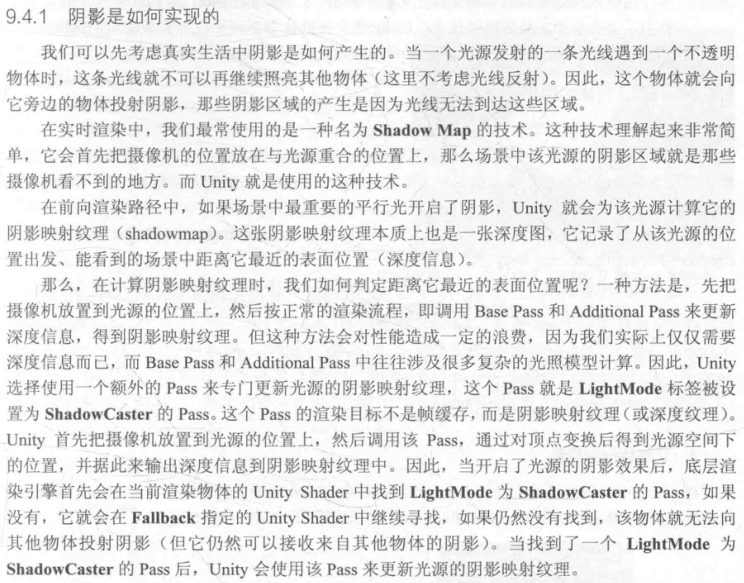 9.4.1 阴影是如何实现的
我们可以先考虑真实生活中阴影是如何产生的。当一个光源发射的一条光线遇到一个不透明
物体时，这条光线就不可以再继续照亮其他物体（这里不考虑光线反射）。因此，这个物体就会向
它旁边的物体投射阴影，那些阴影区域的产生是因为光线无法到达这些区域。
在实时渲染中，我们最常使用的是一种名为 Shadow Map 的技术。这种技术理解起来非常简
单，它会首先把摄像机的位置放在与光源重合的位置上，那么场景中该光源的阴影区域就是那些
摄像机看不到的地方。而 Unity 就是使用的这种技术。
在前向渲染路径中，如果场景中最重要的平行光开启了阴影，Unity 就会为该光源计算它的
阴影映射纹理（shadowmap）。这张阴影映射纹理本质上也是一张深度图，它记录了从该光源的位
置出发、能看到的场景中距离它最近的表面位置（深度信息）。
那么，在计算阴影映射纹理时，我们如何判定距离它最近的表面位置呢？一种方法是，先把
摄像机放置到光源的位置上，然后按正常的渲染流程，即调用 Base Pass 和 Additional Pass 来更新
深度信息，得到阴影映射纹理。但这种方法会对性能造成一定的浪费，因为我们实际上仅仅需要
深度信息而已，而 Base Pass 和 Additional Pass 中往往涉及很多复杂的光照模型计算。因此，Unity
选择使用一个额外的 Pass 来专门更新光源的阴影映射纹理，这个 Pass 就是 LightMode 标签被设
置为 ShadowCaster 的 Pass。这个 Pass 的渲染目标不是帧缓存，而是阴影映射纹理（或深度纹理）。
Unity 首先把摄像机放置到光源的位置上，然后调用该 Pass，通过对顶点变换后得到光源空间下
的位置，并据此来输出深度信息到阴影映射纹理中。因此，当开启了光源的阴影效果后，底层渲
染引擎首先会在当前渲染物体的 Unity Shader 中找到 LightMode 为 ShadowCaster 的 Pass，如果
没有，它就会在 Fallback 指定的 Unity Shader 中继续寻找，如果仍然没有找到，该物体就无法向
其他物体投射阴影（但它仍然可以接收来自其他物体的阴影）。当找到了一个 LightMode 为
ShadowCaster 的 Pass 后，Unity 会使用该 Pass 来更新光源的阴影映射纹理。